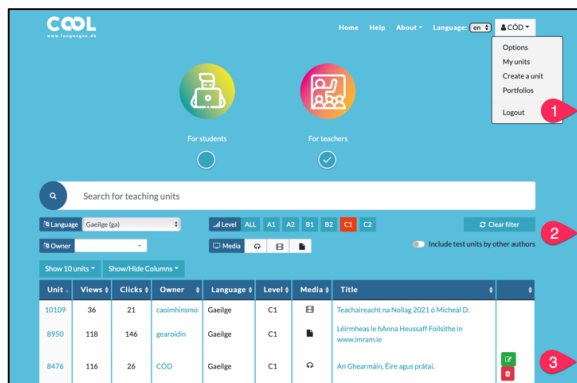 COOL
www.languages.dk
Home Help About Language: en CÓD
Options
My units
Create a unit
Portfolios
Logout
1
For students
For teachers
Search for teaching units
Language Gaeilge (ga) Level ALL A1 A2 B1 B2 C1 C2 Clear filter
2
Owner Media Include test units by other authors
Show 10 units Show/Hide Columns
Unit Views Clicks Owner Language Level Media Title
10109 36 21 caoimhinsmo Gaeilge C1 Teachaireacht na Nollag 2021 ó Micheál D.
8950 118 146 gearoidin Gaeilge C1 Léirmheas le hAnna Heussaff Foilsithe in
www.imram.ie
8476 116 26 CÓD Gaeilge C1 An Ghearmáin, Éire agus prátaí.
3